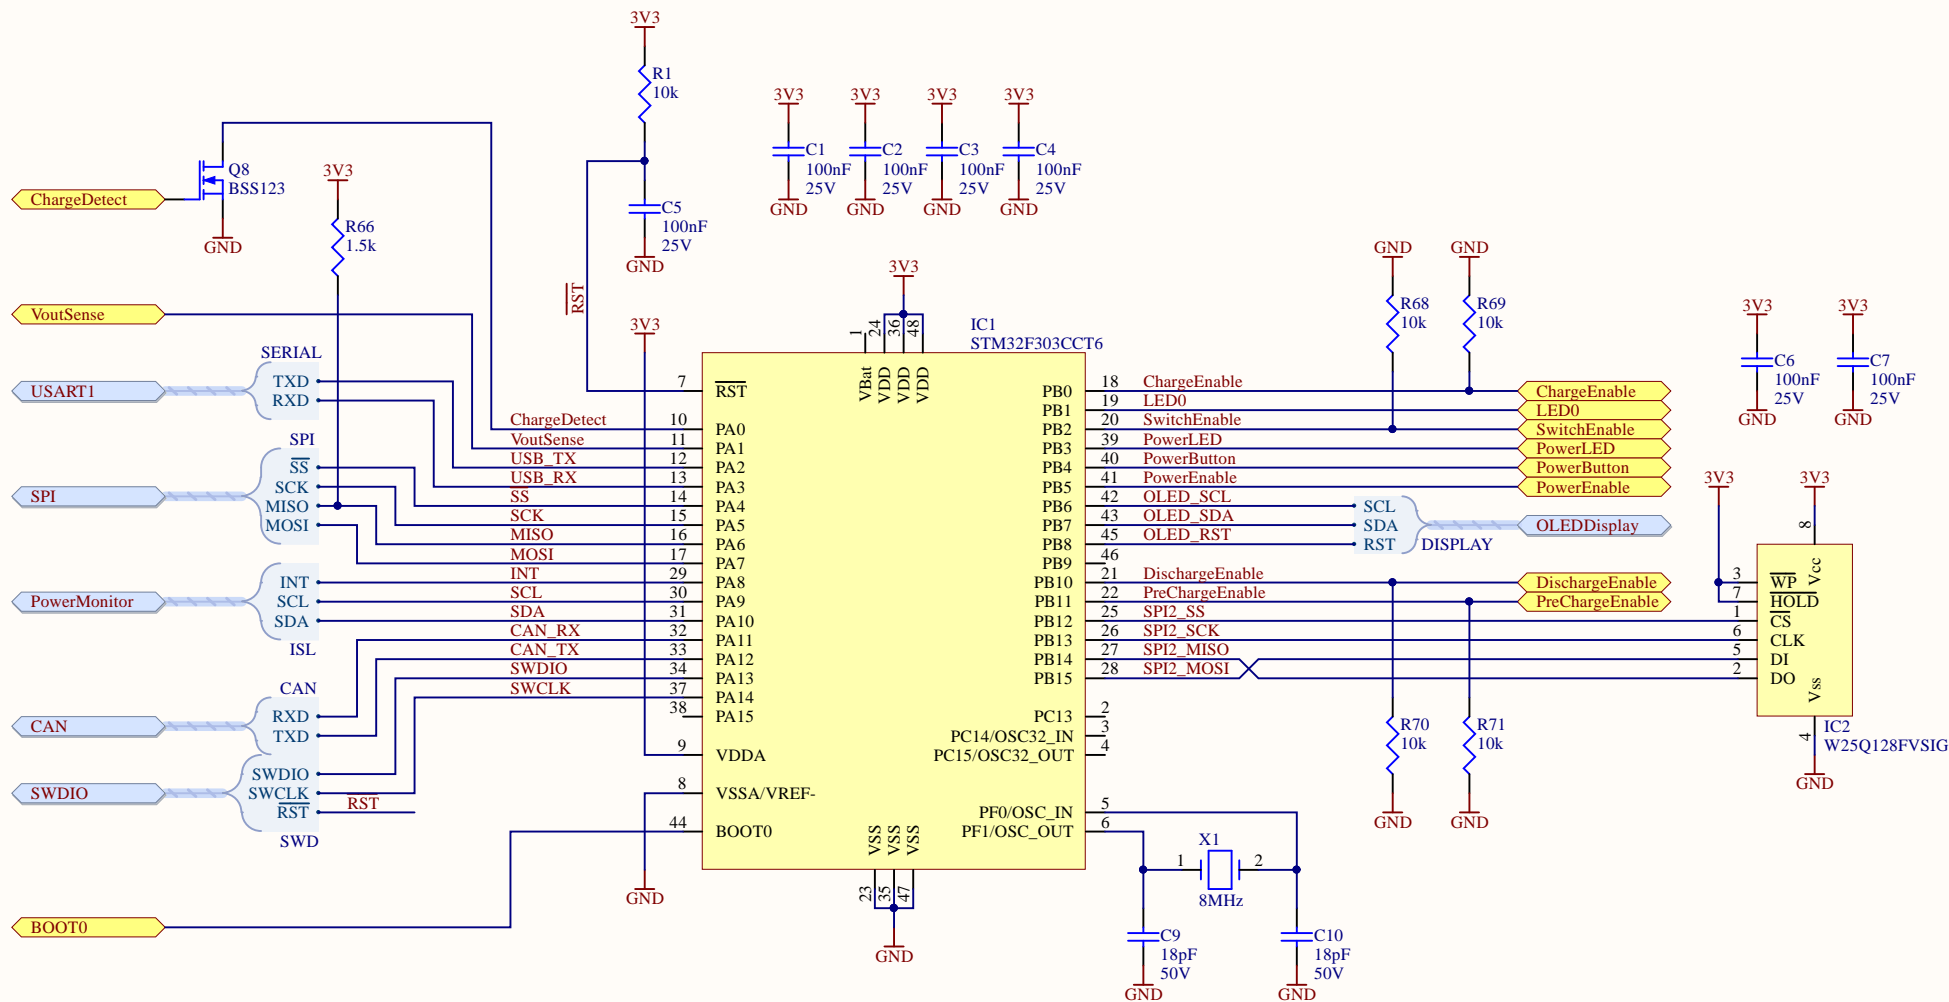 3V3
R1
10k
3V3
3V3
3V3
3V3
C1
100nF
25V
GND
C2
100nF
25V
GND
C3
100nF
25V
GND
C4
100nF
25V
GND
Q8
BSS123
ChargeDetect
GND
3V3
R66
1.5k
C5
100nF
25V
GND
RST
VoutSense
3V3
3V3
GND
R68
10k
GND
R69
10k
3V3
C6
100nF
25V
GND
3V3
C7
100nF
25V
GND
IC1
STM32F303CCT6
1
24
36
48
VBat
VDD
VDD
VDD
SERIAL
USART1
TXD
RXD
SPI
SPI
SS
SCK
MISO
MOSI
PowerMonitor
INT
SCL
SDA
ISL
CAN
CAN
RXD
TXD
SWDIO
SWDIO
SWCLK
RST
RST
SWD
BOOT0
7 RST
ChargeDetect 10 PA0
VoutSense 11 PA1
USB_TX 12 PA2
USB_RX 13 PA3
SS 14 PA4
SCK 15 PA5
MISO 16 PA6
MOSI 17 PA7
INT 29 PA8
SCL 30 PA9
SDA 31 PA10
CAN_RX 32 PA11
CAN_TX 33 PA12
SWDIO 34 PA13
SWCLK 37 PA14
38 PA15
9 VDDA
8 VSSA/VREF-
44 BOOT0
GND
VSS
VSS
VSS
23
35
47
GND
PB0 18 ChargeEnable ChargeEnable
PB1 19 LED0 LED0
PB2 20 SwitchEnable SwitchEnable
PB3 39 PowerLED PowerLED
PB4 40 PowerButton PowerButton
PB5 41 PowerEnable PowerEnable
PB6 42 OLED_SCL SCL
PB7 43 OLED_SDA SDA OLEDDisplay
PB8 45 OLED_RST RST DISPLAY
PB9 46
PB10 21 DischargeEnable DischargeEnable
PB11 22 PreChargeEnable PreChargeEnable
PB12 25 SPI2_SS
PB13 26 SPI2_SCK
PB14 27 SPI2_MISO
PB15 28 SPI2_MOSI
PC13 2
PC14/OSC32_IN 3
PC15/OSC32_OUT 4
PF0/OSC_IN 5
PF1/OSC_OUT 6
R70
10k
GND
R71
10k
GND
X1
1 2
8MHz
C9
18pF
50V
GND
C10
18pF
50V
GND
3V3
3V3
8
Vcc
3 WP
7 HOLD
1 CS
6 CLK
5 DI
2 DO
Vss
4
IC2
W25Q128FVSIG
GND